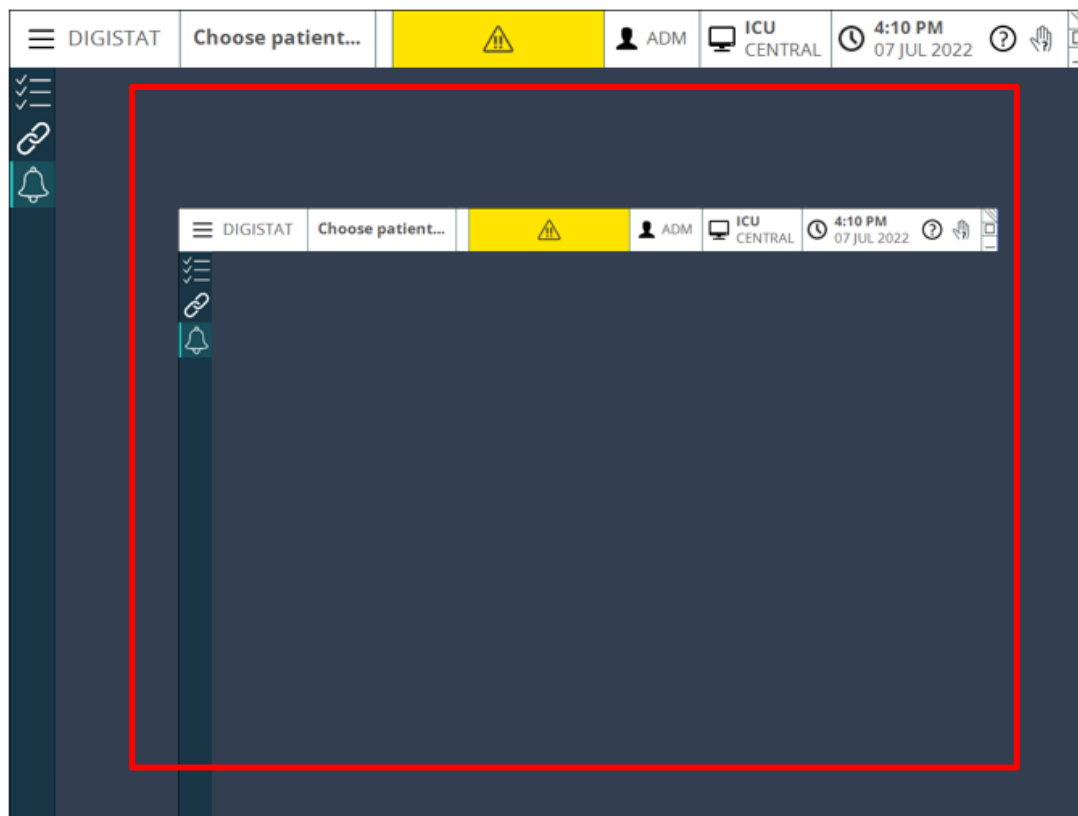 DIGISTAT
Choose patient...
ADM
ICU
CENTRAL
4:10 PM
07 JUL 2022
DIGISTAT
Choose patient...
ADM
ICU
CENTRAL
4:10 PM
07 JUL 2022